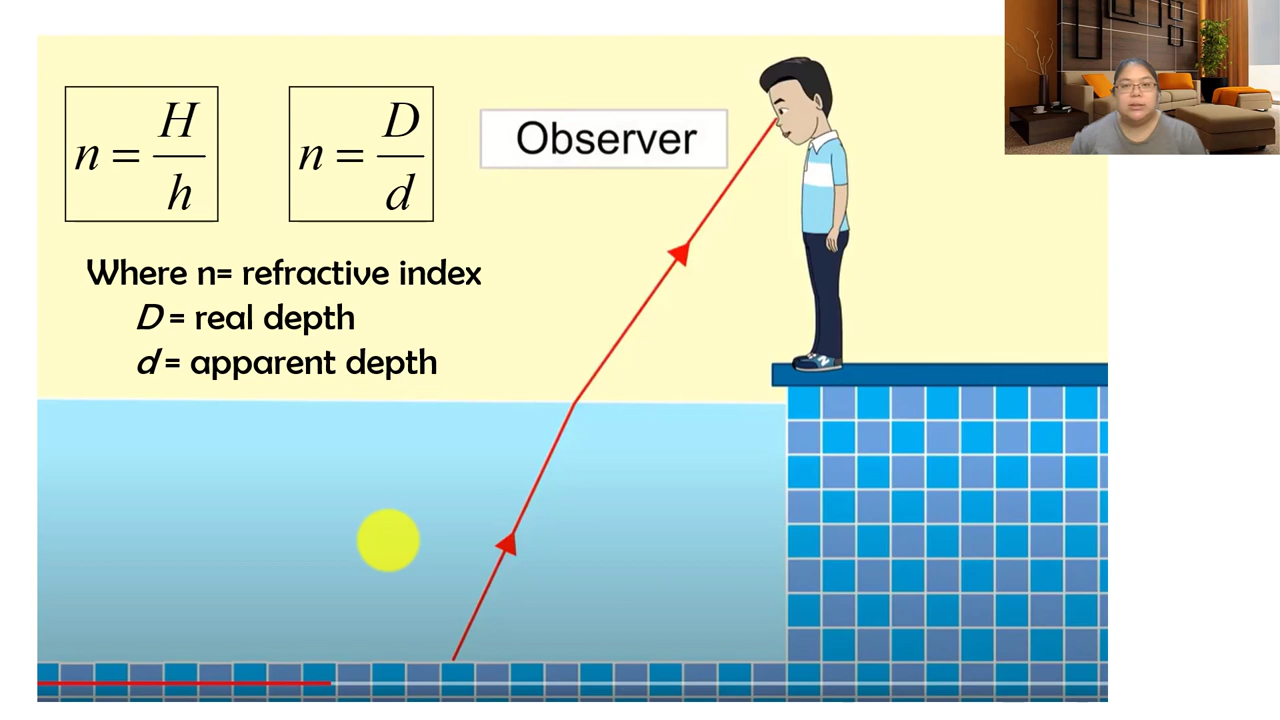 n = H/h
n = D/d
Observer
Where n= refractive index
D = real depth
d = apparent depth